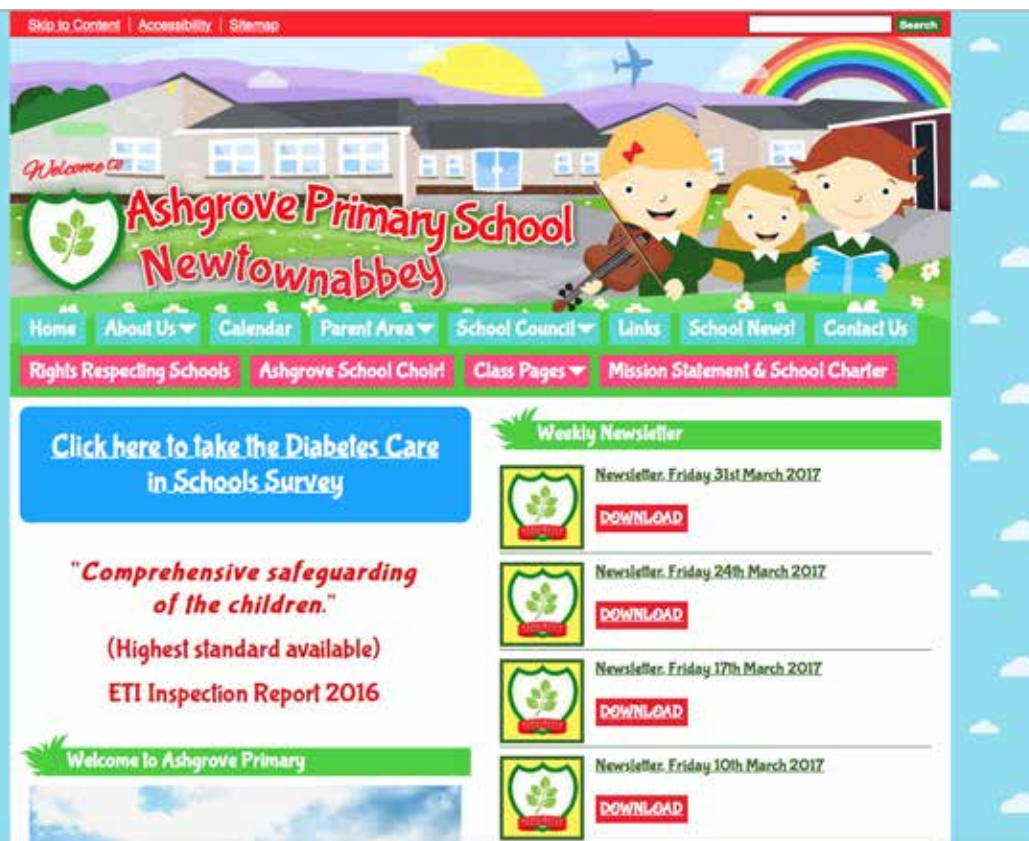 Skip to Content | Accessibility | Sitemap
Search
Welcome to
Ashgrove Primary School
Newtownabbey
Home About Us Calendar Parent Area School Council Links School News! Contact Us
Rights Respecting Schools Ashgrove School Choir! Class Pages Mission Statement & School Charter
Click here to take the Diabetes Care
in Schools Survey
"Comprehensive safeguarding
of the children."
(Highest standard available)
ETI Inspection Report 2016
Welcome to Ashgrove Primary
Weekly Newsletter
Newsletter, Friday 31st March 2017
DOWNLOAD
Newsletter, Friday 24th March 2017
DOWNLOAD
Newsletter, Friday 17th March 2017
DOWNLOAD
Newsletter, Friday 10th March 2017
DOWNLOAD